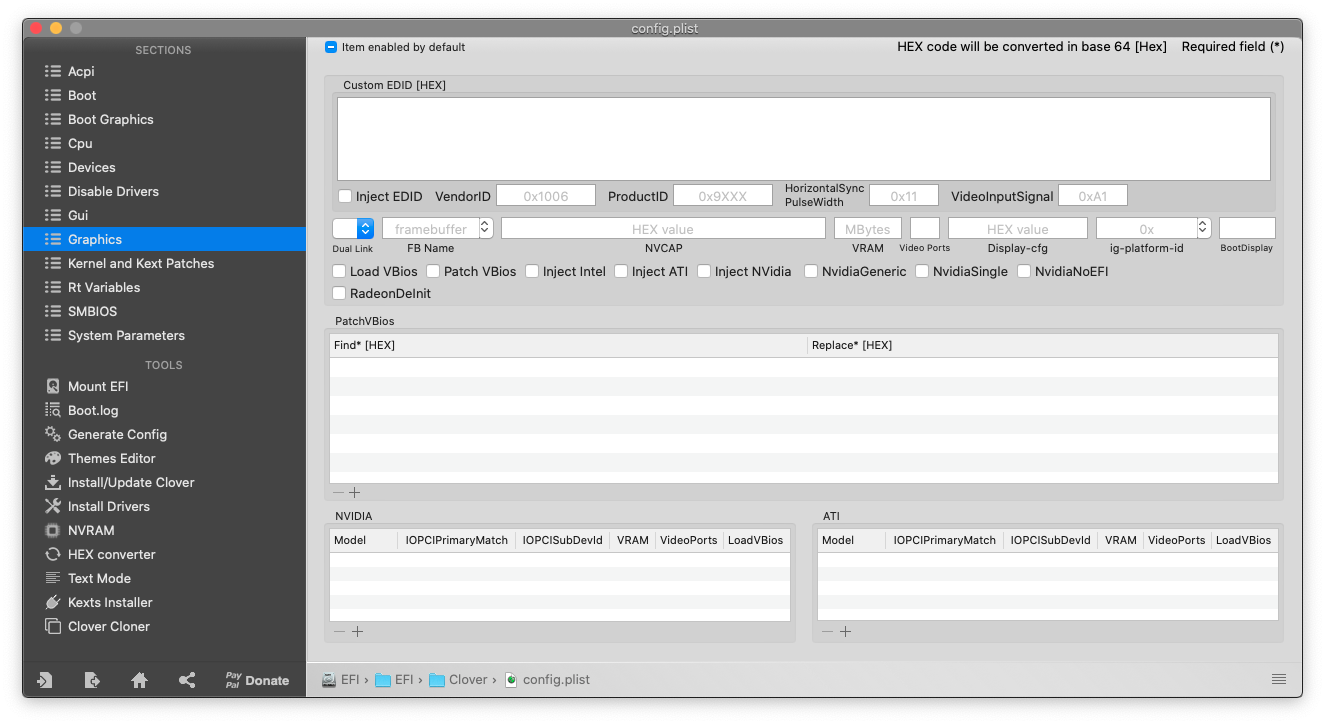 config.plist
SECTIONS
Acpi
Boot
Boot Graphics
Cpu
Devices
Disable Drivers
Gui
Graphics
Kernel and Kext Patches
Rt Variables
SMBIOS
System Parameters
TOOLS
Mount EFI
Boot.log
Generate Config
Themes Editor
Install/Update Clover
Install Drivers
NVRAM
HEX converter
Text Mode
Kexts Installer
Clover Cloner
Pay
Pal Donate
Item enabled by default HEX code will be converted in base 64 [Hex] Required field (*)
Custom EDID [HEX]
Inject EDID VendorID 0x1006 ProductID 0x9XXX HorizontalSync PulseWidth 0x11 VideoInputSignal 0xA1
framebuffer HEX value MBytes HEX value 0x
Dual Link FB Name NVCAP VRAM Video Ports Display-cfg ig-platform-id BootDisplay
Load VBios Patch VBios Inject Intel Inject ATI Inject NVidia NvidiaGeneric NvidiaSingle NvidiaNoEFI
RadeonDeInit
PatchVBios
Find* [HEX] Replace* [HEX]
NVIDIA
Model IOPCIPrimaryMatch IOPCISubDevId VRAM VideoPorts LoadVBios
ATI
Model IOPCIPrimaryMatch IOPCISubDevId VRAM VideoPorts LoadVBios
EFI › EFI › Clover › config.plist